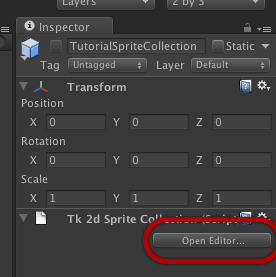 Layers 2 by 3
Inspector
TutorialSpriteCollection Static
Tag Untagged Layer Default
Transform
Position
X 0 Y 0 Z 0
Rotation
X 0 Y 0 Z 0
Scale
X 1 Y 1 Z 1
Tk 2d Sprite Collection (Script
Open Editor...